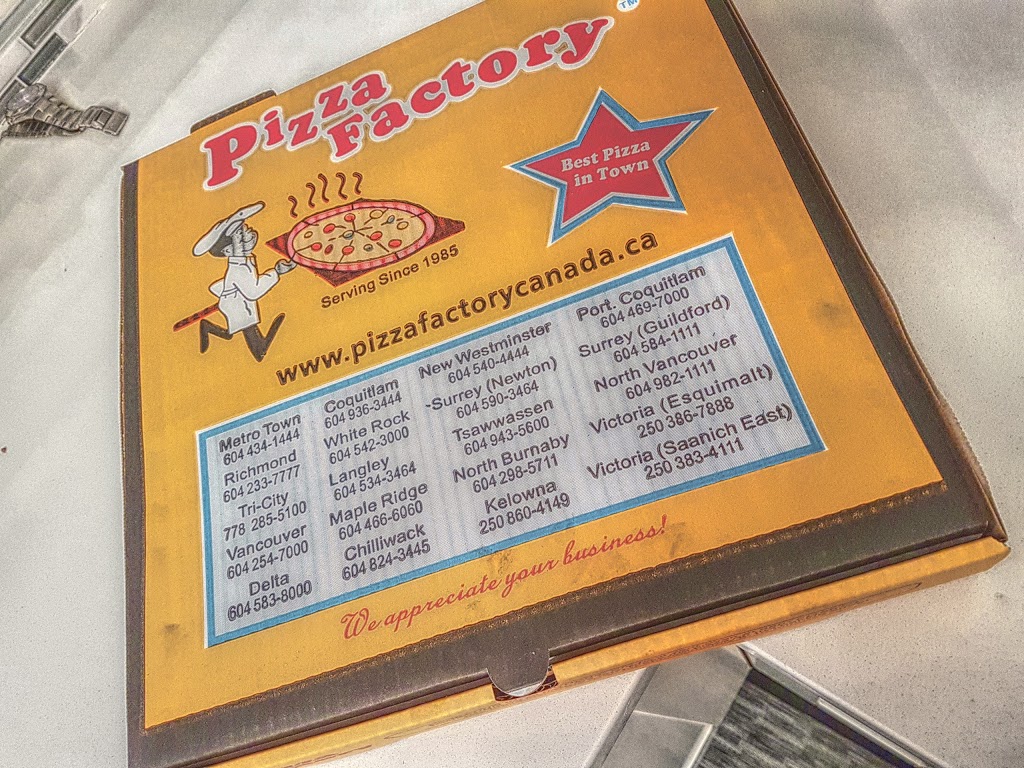 Pizza
Factory™
Best Pizza
in Town
Serving Since 1985
www.pizzafactorycanada.ca
Metro Town
604 434-1444
Richmond
604 233-7777
Tri-City
778 285-5100
Vancouver
604 254-7000
Delta
604 583-8000
Coquitlam
604 936-3444
White Rock
604 542-3000
Langley
604 534-3464
Maple Ridge
604 466-6060
Chilliwack
604 824-3445
New Westminster
604 540-4444
Surrey (Newton)
604 590-3464
Tsawwassen
604 943-5600
North Burnaby
604 298-5711
Kelowna
250 860-4149
Port. Coquitlam
604 469-7000
Surrey (Guildford)
604 584-1111
North Vancouver
604 982-1111
Victoria (Esquimalt)
250 386-7888
Victoria (Saanich East)
250 383-4111
We appreciate your business!